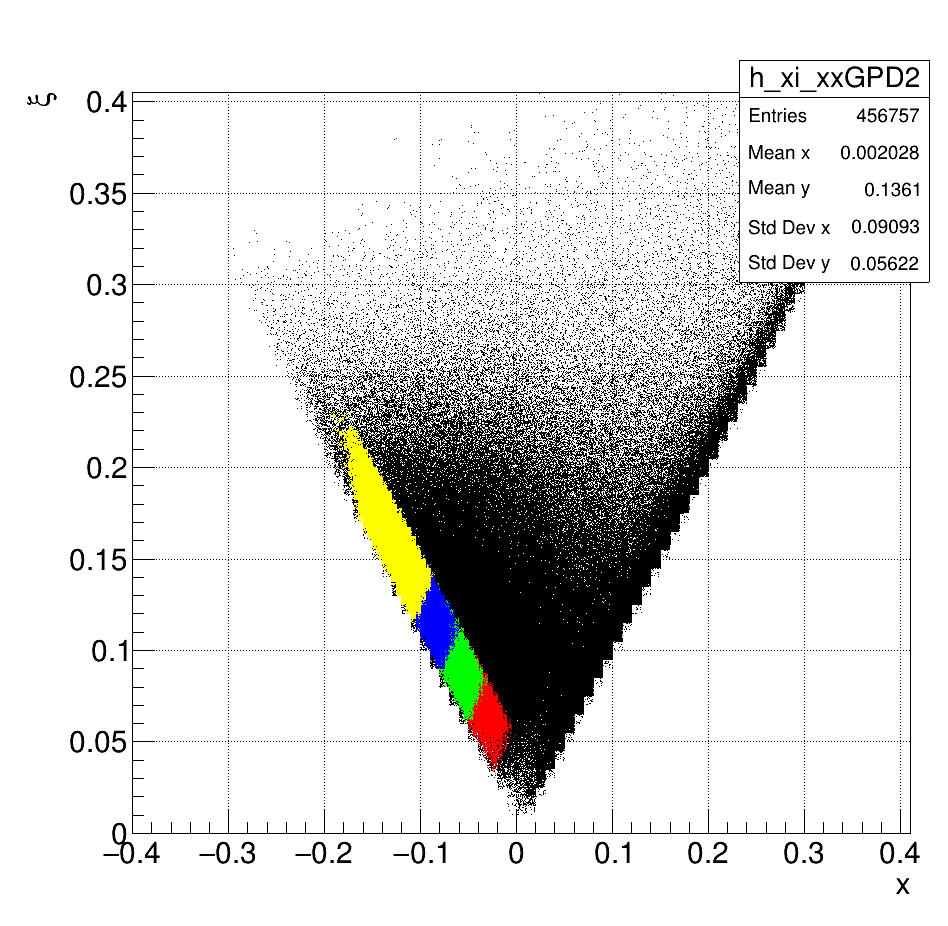 h_xi_xxGPD2
Entries 456757
Mean x 0.002028
Mean y 0.1361
Std Dev x 0.09093
Std Dev y 0.05622
ξ
0.4
0.35
0.3
0.25
0.2
0.15
0.1
0.05
0
−0.4 −0.3 −0.2 −0.1 0 0.1 0.2 0.3 0.4
x